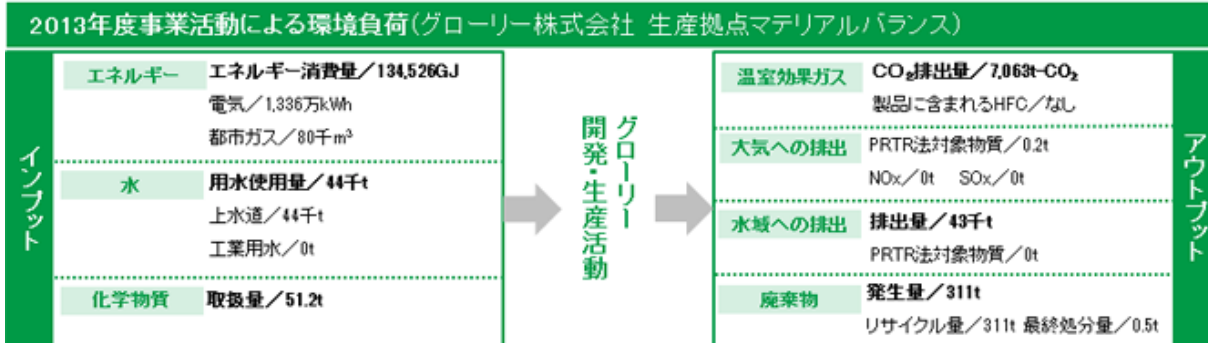 2013年度事業活動による環境負荷(グローリー株式会社 生産拠点マテリアルバランス)
インプット
エネルギー
エネルギー消費量/134,526GJ
電気/1,336万kWh
都市ガス/80千m³
水
用水使用量/44千t
上水道/44千t
工業用水/0t
化学物質
取扱量/51.2t
グローリー
開発・生産活動
温室効果ガス
CO₂排出量/7,063t-CO₂
製品に含まれるHFC/なし
大気への排出
PRTR法対象物質/0.2t
NOx/0t SOx/0t
水域への排出
排出量/43千t
PRTR法対象物質/0t
廃棄物
発生量/311t
リサイクル量/311t 最終処分量/0.5t
アウトプット